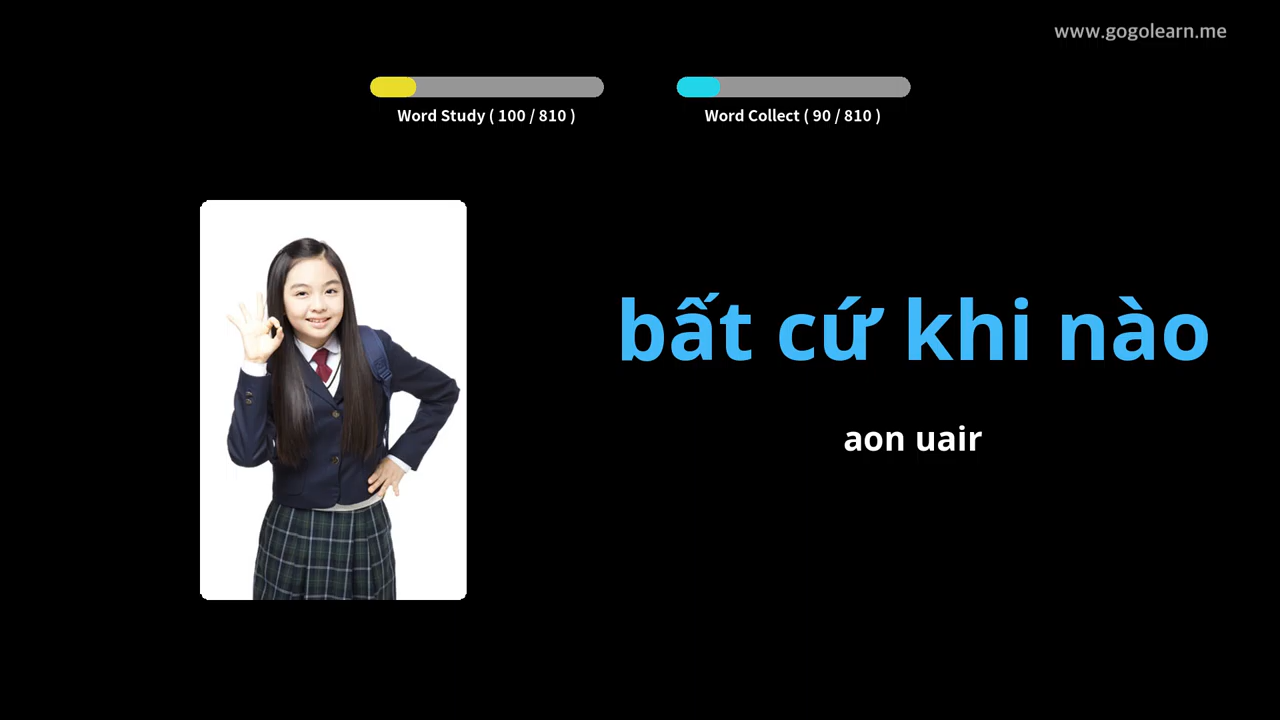 www.gogolearn.me
Word Study ( 100 / 810 )
Word Collect ( 90 / 810 )
bất cứ khi nào
aon uair